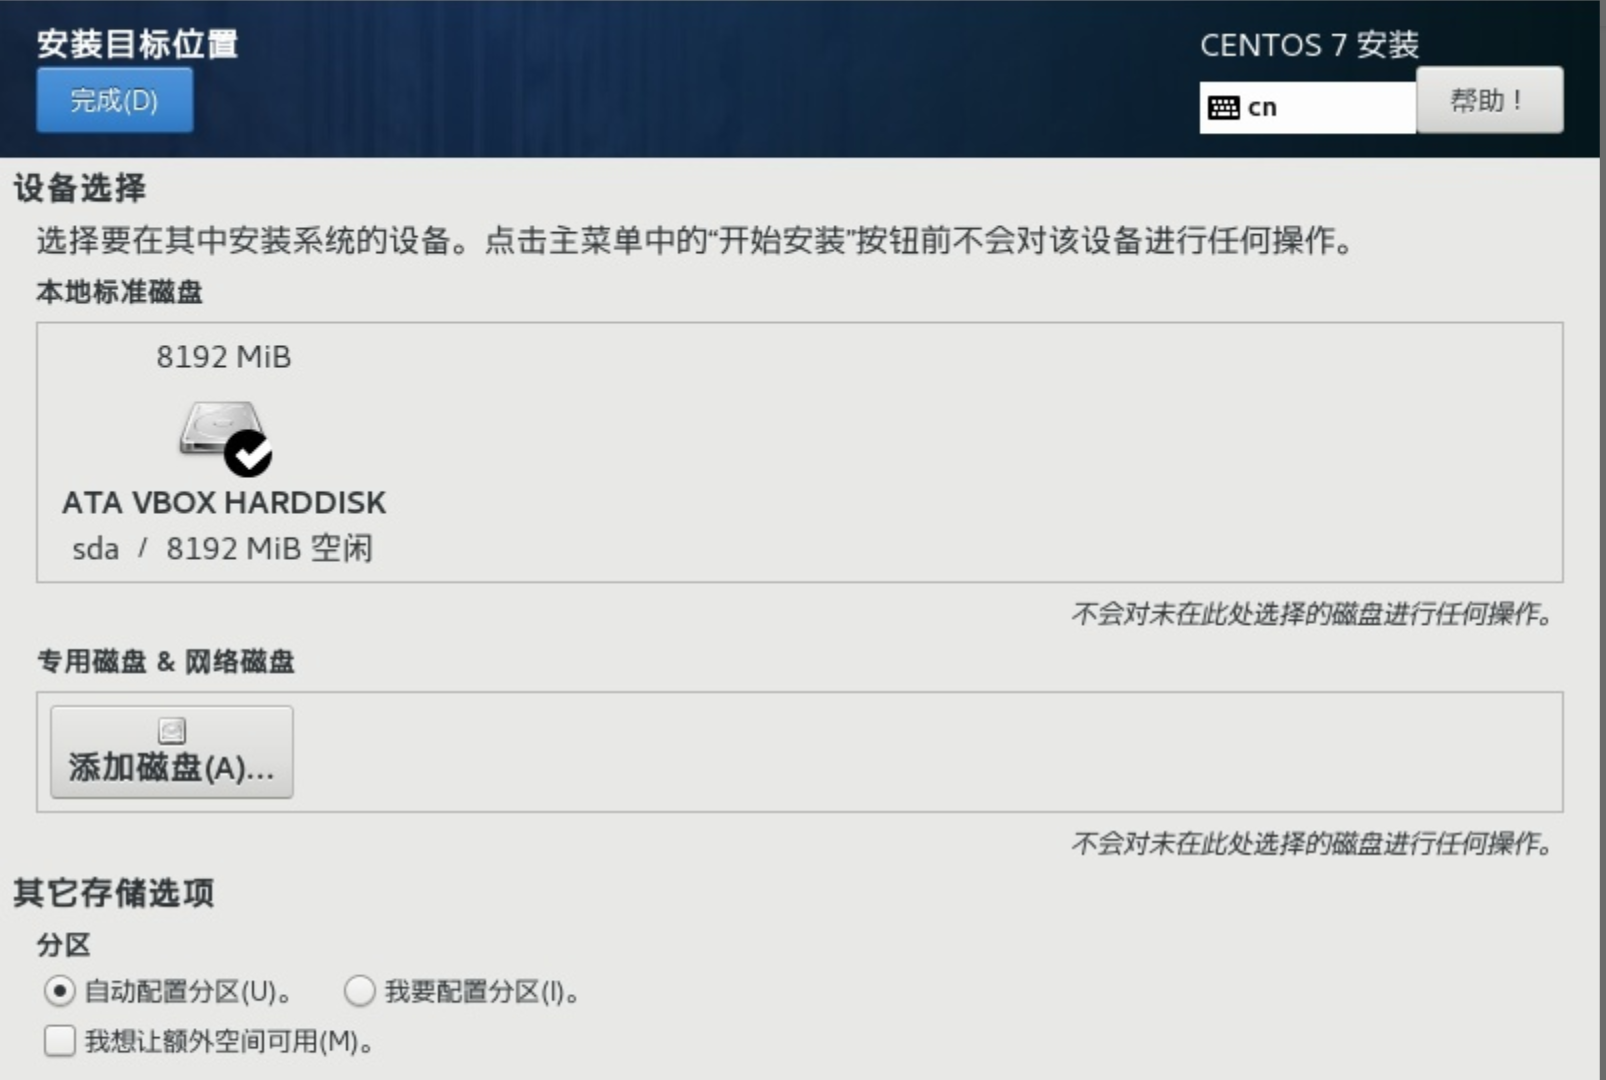 安装目标位置
CENTOS 7 安装
完成(D)
cn
帮助！
设备选择
选择要在其中安装系统的设备。点击主菜单中的“开始安装”按钮前不会对该设备进行任何操作。
本地标准磁盘
8192 MiB
ATA VBOX HARDDISK
sda / 8192 MiB 空闲
不会对未在此处选择的磁盘进行任何操作。
专用磁盘 & 网络磁盘
添加磁盘(A)...
不会对未在此处选择的磁盘进行任何操作。
其它存储选项
分区
自动配置分区(U)。 我要配置分区(I)。
我想让额外空间可用(M)。